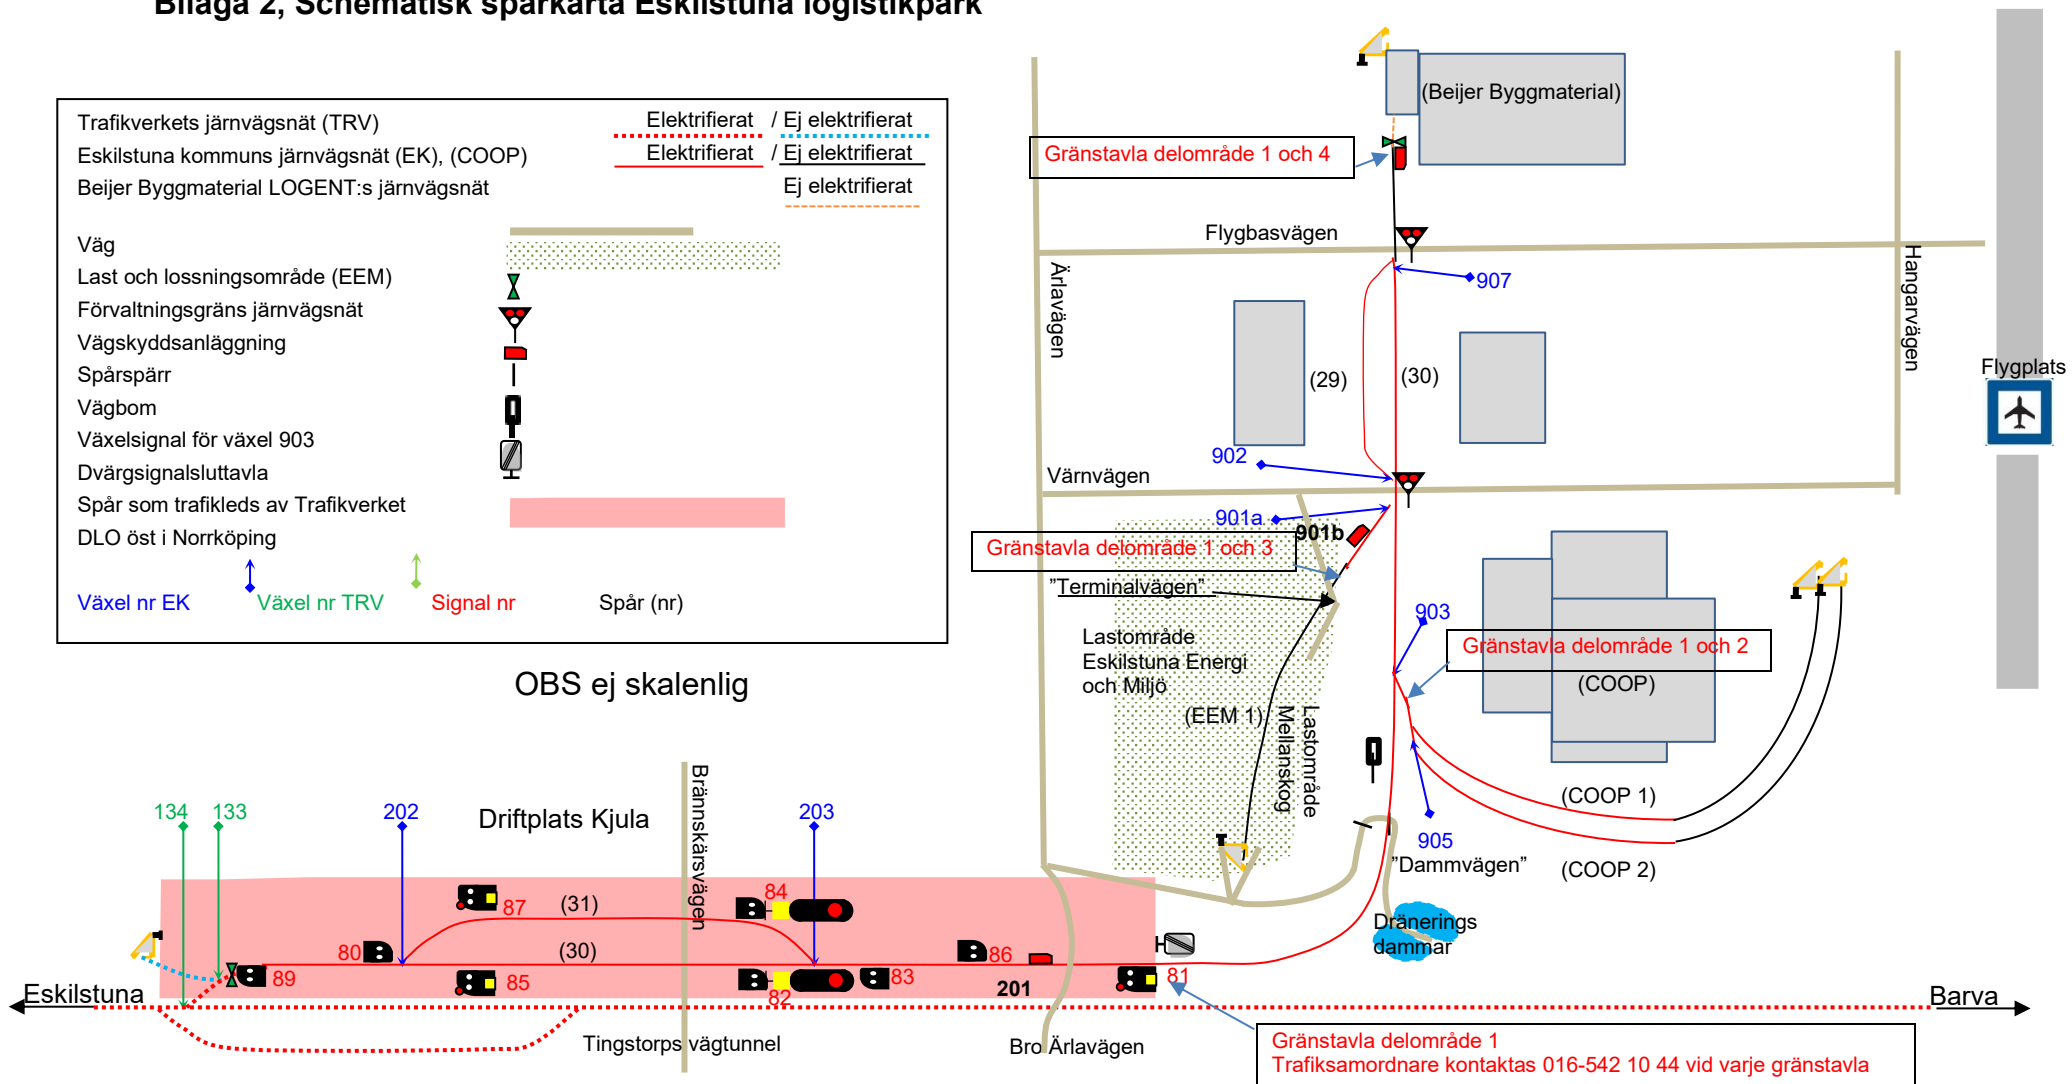 Bilaga 2, Schematisk spårkarta Eskilstuna logistikpark
Trafikverkets järnvägsnät (TRV)
Elektrifierat / Ej elektrifierat
Eskilstuna kommuns järnvägsnät (EK), (COOP)
Elektrifierat / Ej elektrifierat
Beijer Byggmaterial LOGENT:s järnvägsnät
Ej elektrifierat
Väg
Last och lossningsområde (EEM)
Förvaltningsgräns järnvägsnät
Vägskyddsanläggning
Spårspärr
Vägbom
Växelsignal för växel 903
Dvärgsignalsluttavla
Spår som trafikleds av Trafikverket
DLO öst i Norrköping
Växel nr EK
Växel nr TRV
Signal nr
Spår (nr)
OBS ej skalenlig
(Beijer Byggmaterial)
Gränstavla delområde 1 och 4
Flygbasvägen
Ärlavägen
Hangarvägen
907
Flygplats
(29)
(30)
902
Värnvägen
901a
901b
Gränstavla delområde 1 och 3
”Terminalvägen”
903
Lastområde
Eskilstuna Energi
och Miljö
Gränstavla delområde 1 och 2
(COOP)
(EEM 1)
Lastområde
Mellanskog
(COOP 1)
905
”Dammvägen”
(COOP 2)
Dränerings
dammar
134
133
202
Driftplats Kjula
Brännskärsvägen
203
87
(31)
84
80
(30)
86
89
85
82
83
201
81
Eskilstuna
Barva
Tingstorps vägtunnel
Bro Ärlavägen
Gränstavla delområde 1
Trafiksamordnare kontaktas 016-542 10 44 vid varje gränstavla